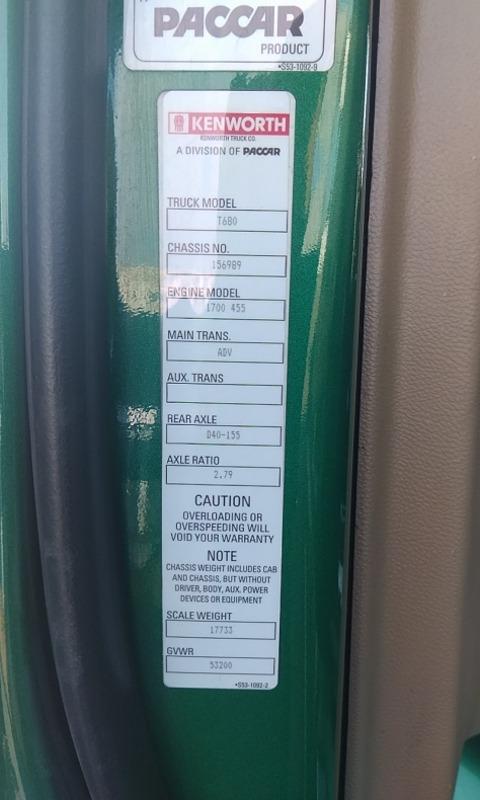 PACCAR
PRODUCT
•S53-1092-9
KENWORTH
KENWORTH TRUCK CO.
A DIVISION OF PACCAR
TRUCK MODEL
T680
CHASSIS NO.
156989
ENGINE MODEL
1700 455
MAIN TRANS.
ADV
AUX. TRANS
REAR AXLE
D40-155
AXLE RATIO
2.79
CAUTION
OVERLOADING OR
OVERSPEEDING WILL
VOID YOUR WARRANTY
NOTE
CHASSIS WEIGHT INCLUDES CAB
AND CHASSIS, BUT WITHOUT
DRIVER, BODY, AUX. POWER
DEVICES OR EQUIPMENT
SCALE WEIGHT
17733
GVWR
53200
•S53-1092-2